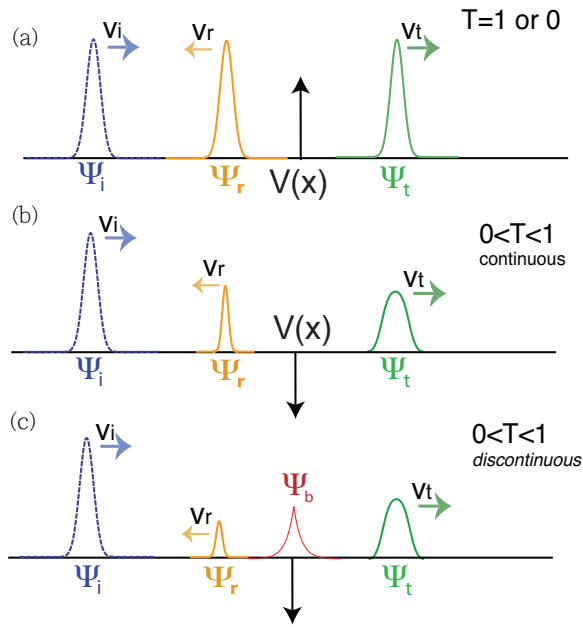 (a)
Vi
Vr
Vt
T=1 or 0
Ψi
Ψr
V(x)
Ψt
(b)
Vi
Vr
V(x)
Vt
0<T<1
continuous
Ψi
Ψr
Ψt
(c)
Vi
Vr
Ψb
Vt
0<T<1
discontinuous
Ψi
Ψr
Ψt